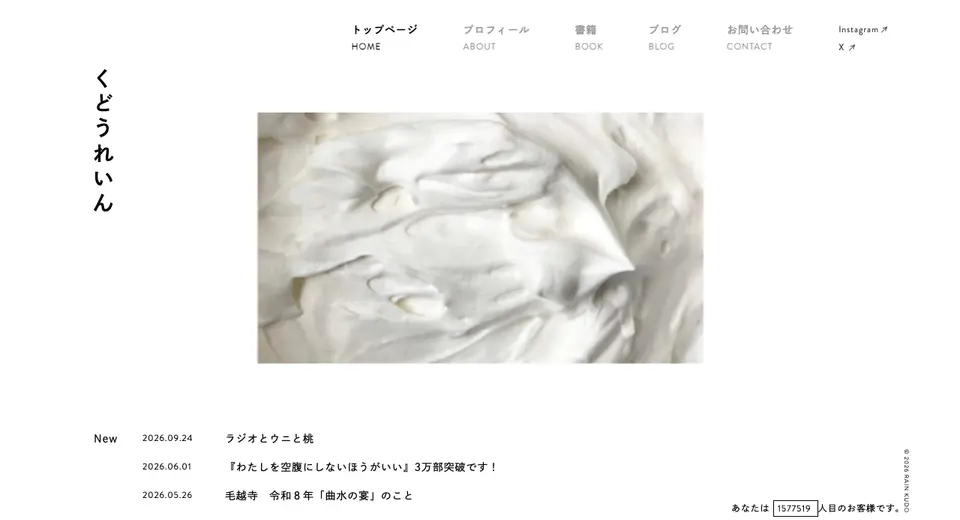 トップページ
HOME
プロフィール
ABOUT
書籍
BOOK
ブログ
BLOG
お問い合わせ
CONTACT
Instagram ↗
X ↗
くどうれいん
New
2026.09.24 ラジオとウニと桃
2026.06.01 『わたしを空腹にしないほうがいい』3万部突破です！
2026.05.26 毛越寺　令和８年「曲水の宴」のこと
© 2026 RAIN KUDO
あなたは 1577519 人目のお客様です。